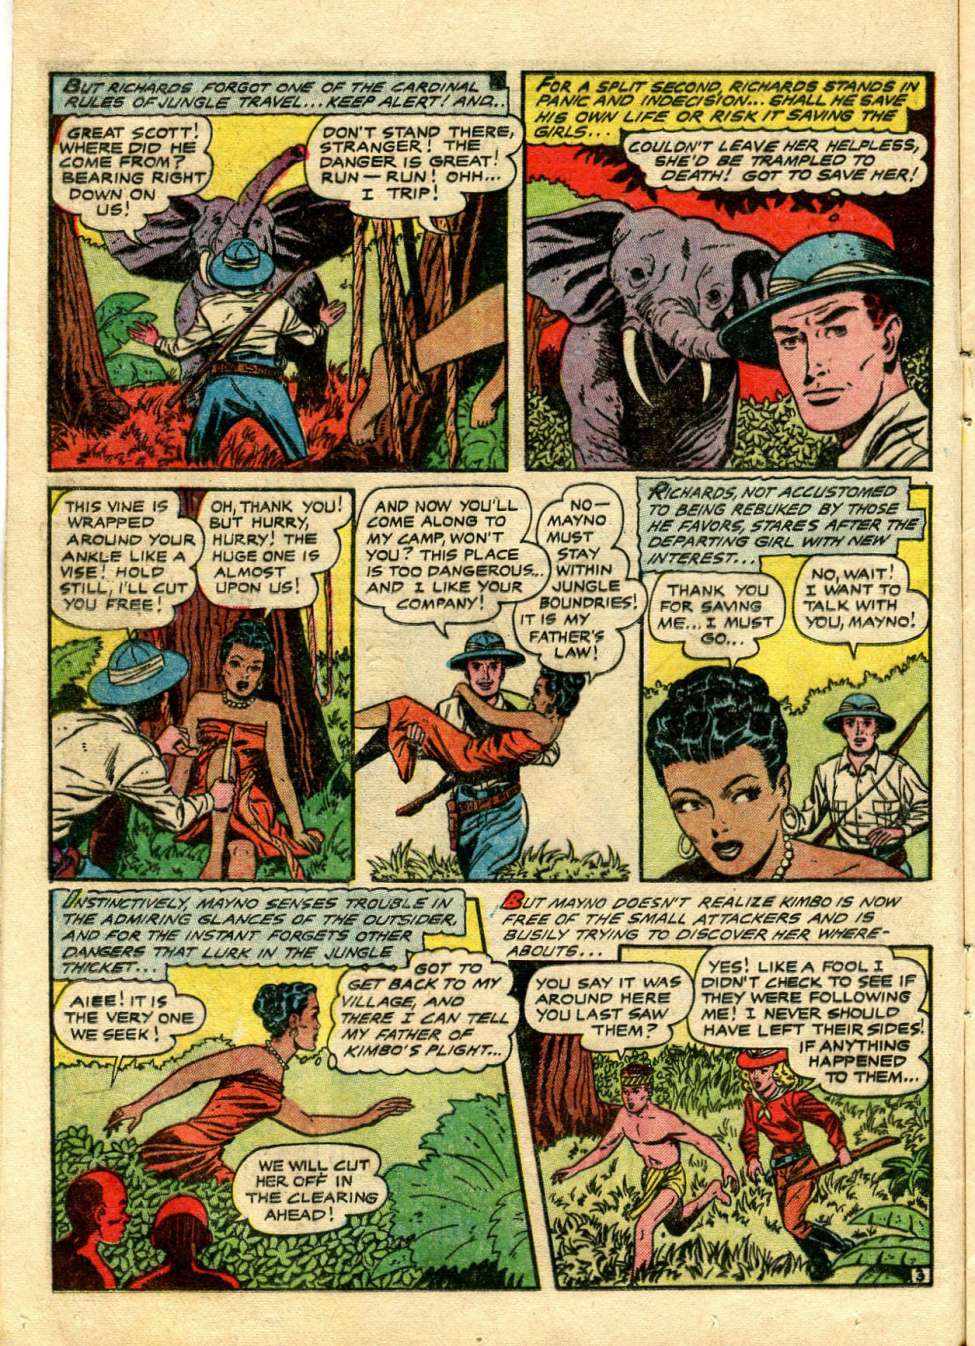 BUT RICHARDS FORGOT ONE OF THE CARDINAL
RULES OF JUNGLE TRAVEL... KEEP ALERT! AND...
GREAT SCOTT!
WHERE DID HE
COME FROM?
BEARING RIGHT
DOWN ON
US!
DON'T STAND THERE,
STRANGER! THE
DANGER IS GREAT!
RUN—RUN! OHH...
I TRIP!
FOR A SPLIT SECOND, RICHARDS STANDS IN
PANIC AND INDECISION... SHALL HE SAVE
HIS OWN LIFE OR RISK IT SAVING THE
GIRLS...
COULDN'T LEAVE HER HELPLESS,
SHE'D BE TRAMPLED TO
DEATH! GOT TO SAVE HER!
THIS VINE IS
WRAPPED
AROUND YOUR
ANKLE LIKE A
VISE! HOLD
STILL, I'LL CUT
YOU FREE!
OH, THANK YOU!
BUT HURRY,
HURRY! THE
HUGE ONE IS
ALMOST
UPON US!
AND NOW YOU'LL
COME ALONG TO
MY CAMP, WON'T
YOU? THIS PLACE
IS TOO DANGEROUS...
AND I LIKE YOUR
COMPANY!
NO—
MAYNO
MUST
STAY
WITHIN
JUNGLE
BOUNDRIES!
IT IS MY
FATHER'S
LAW!
RICHARDS, NOT ACCUSTOMED
TO BEING REBUKED BY THOSE
HE FAVORS, STARES AFTER THE
DEPARTING GIRL WITH NEW
INTEREST...
THANK YOU
FOR SAVING
ME... I MUST
GO...
NO, WAIT!
I WANT TO
TALK WITH
YOU, MAYNO!
INSTINCTIVELY, MAYNO SENSES TROUBLE IN
THE ADMIRING GLANCES OF THE OUTSIDER,
AND FOR THE INSTANT FORGETS OTHER
DANGERS THAT LURK IN THE JUNGLE
THICKET...
AIEE! IT IS
THE VERY ONE
WE SEEK!
GOT TO
GET BACK TO MY
VILLAGE, AND
THERE I CAN TELL
MY FATHER OF
KIMBO'S PLIGHT...
WE WILL CUT
HER OFF IN
THE CLEARING
AHEAD!
BUT MAYNO DOESN'T REALIZE KIMBO IS NOW
FREE OF THE SMALL ATTACKERS AND IS
BUSILY TRYING TO DISCOVER HER WHERE-
ABOUTS...
YOU SAY IT WAS
AROUND HERE
YOU LAST SAW
THEM?
YES! LIKE A FOOL I
DIDN'T CHECK TO SEE IF
THEY WERE FOLLOWING
ME! I NEVER SHOULD
HAVE LEFT THEIR SIDES!
IF ANYTHING
HAPPENED
TO THEM...
3